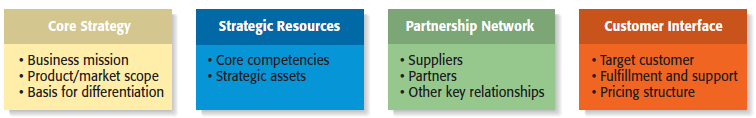 Core Strategy
• Business mission
• Product/market scope
• Basis for differentiation
Strategic Resources
• Core competencies
• Strategic assets
Partnership Network
• Suppliers
• Partners
• Other key relationships
Customer Interface
• Target customer
• Fulfillment and support
• Pricing structure